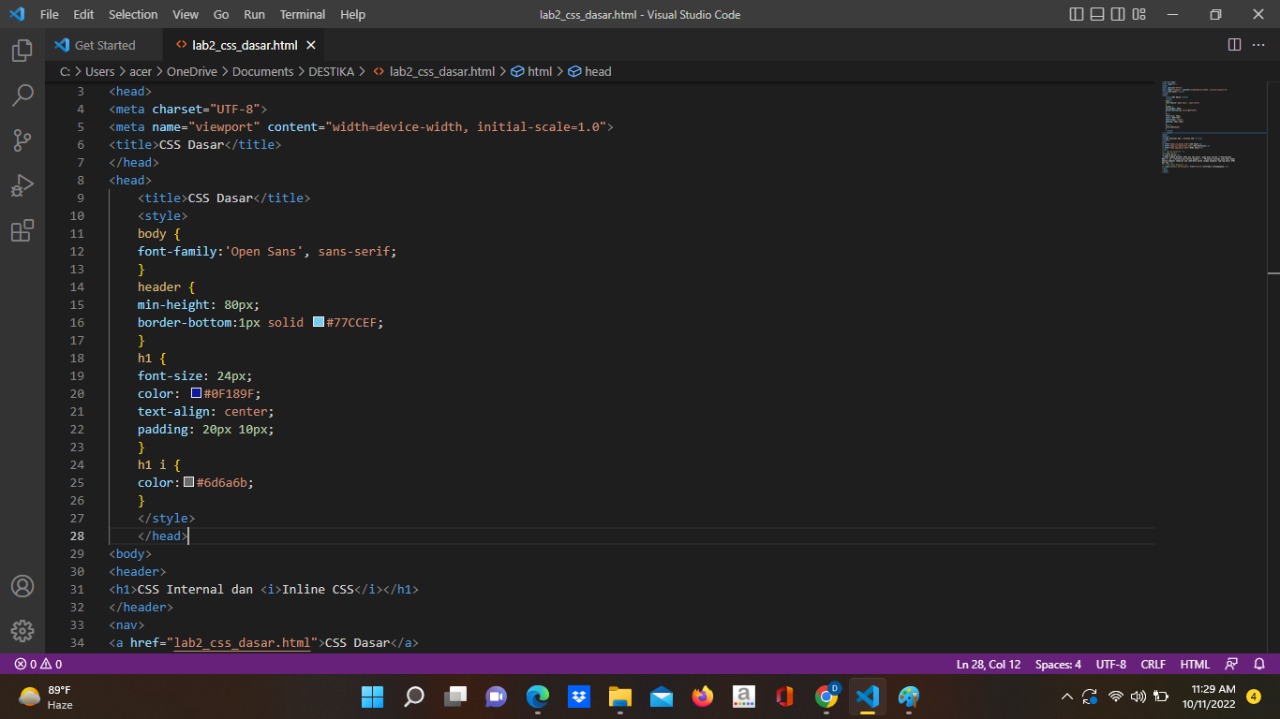 File Edit Selection View Go Run Terminal Help lab2_css_dasar.html - Visual Studio Code
Get Started lab2_css_dasar.html
C: > Users > acer > OneDrive > Documents > DESTIKA > lab2_css_dasar.html > html > head
3 <head>
4 <meta charset="UTF-8">
5 <meta name="viewport" content="width=device-width, initial-scale=1.0">
6 <title>CSS Dasar</title>
7 </head>
8 <head>
9 <title>CSS Dasar</title>
10 <style>
11 body {
12 font-family:'Open Sans', sans-serif;
13 }
14 header {
15 min-height: 80px;
16 border-bottom:1px solid #77CCEF;
17 }
18 h1 {
19 font-size: 24px;
20 color: #0F189F;
21 text-align: center;
22 padding: 20px 10px;
23 }
24 h1 i {
25 color:#6d6a6b;
26 }
27 </style>
28 </head>
29 <body>
30 <header>
31 <h1>CSS Internal dan <i>Inline CSS</i></h1>
32 </header>
33 <nav>
34 <a href="lab2_css_dasar.html">CSS Dasar</a>
0 0 Ln 28, Col 12 Spaces: 4 UTF-8 CRLF HTML
89°F
Haze
D
a
11:29 AM
10/11/2022
4